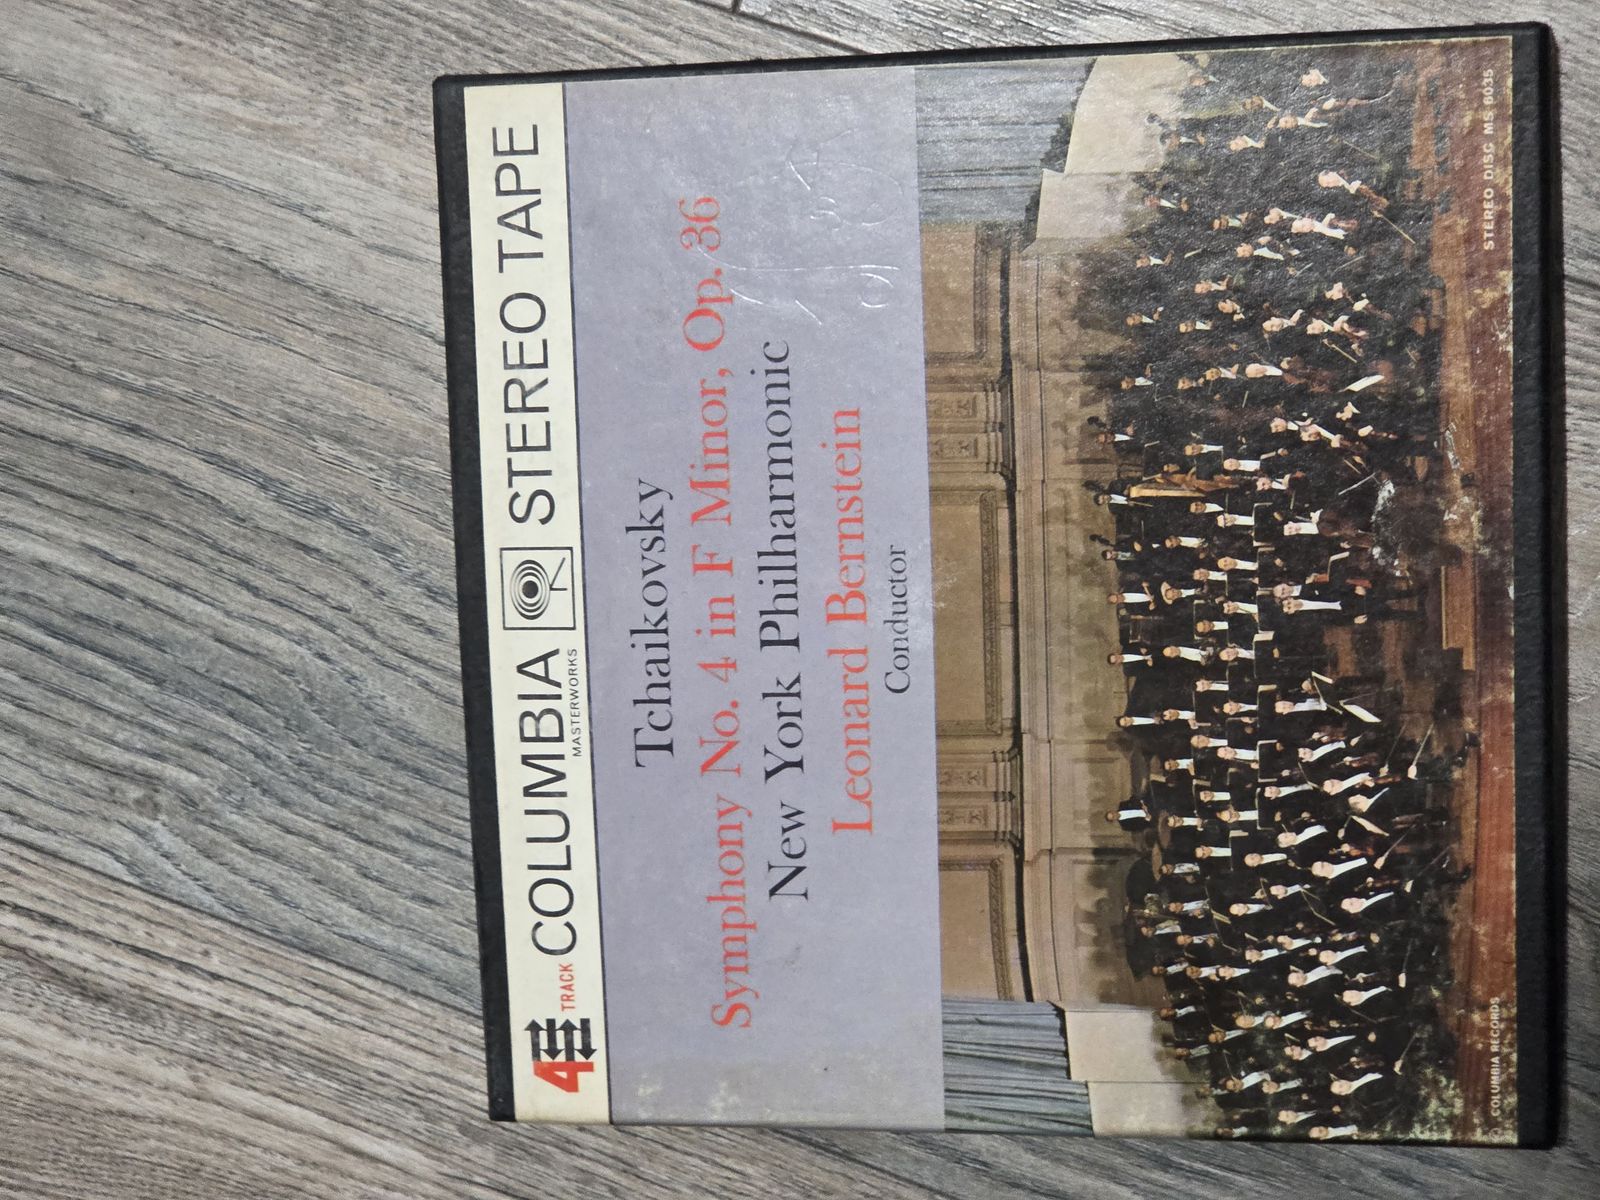 4 TRACK COLUMBIA STEREO TAPE
MASTERWORKS
Tchaikovsky
Symphony No. 4 in F Minor, Op. 36
New York Philharmonic
Leonard Bernstein
Conductor
© COLUMBIA RECORDS
STEREO DISC MS 6035